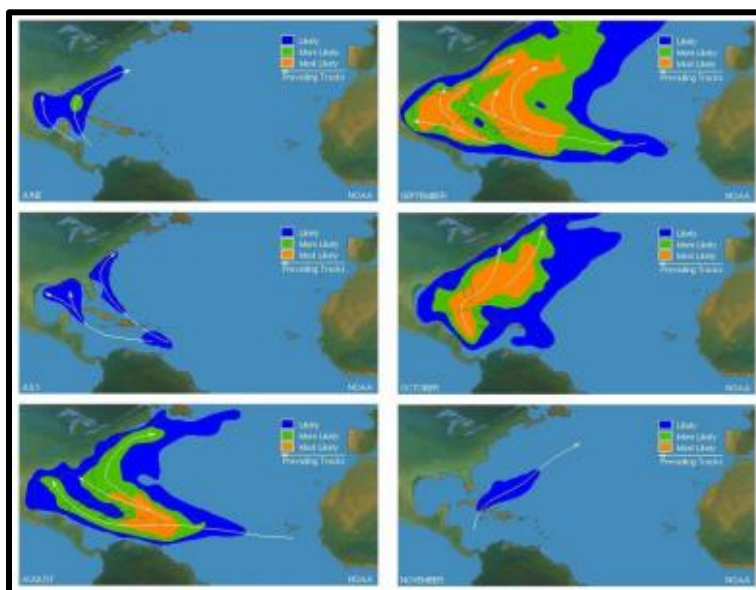 Likely
More Likely
Most Likely
Prevailing Tracks
JUNE
NOAA
Likely
More Likely
Most Likely
Prevailing Tracks
JULY
NOAA
Likely
More Likely
Most Likely
Prevailing Tracks
AUGUST
NOAA
Likely
More Likely
Most Likely
Prevailing Tracks
SEPTEMBER
NOAA
Likely
More Likely
Most Likely
Prevailing Tracks
OCTOBER
NOAA
Likely
More Likely
Most Likely
Prevailing Tracks
NOVEMBER
NOAA